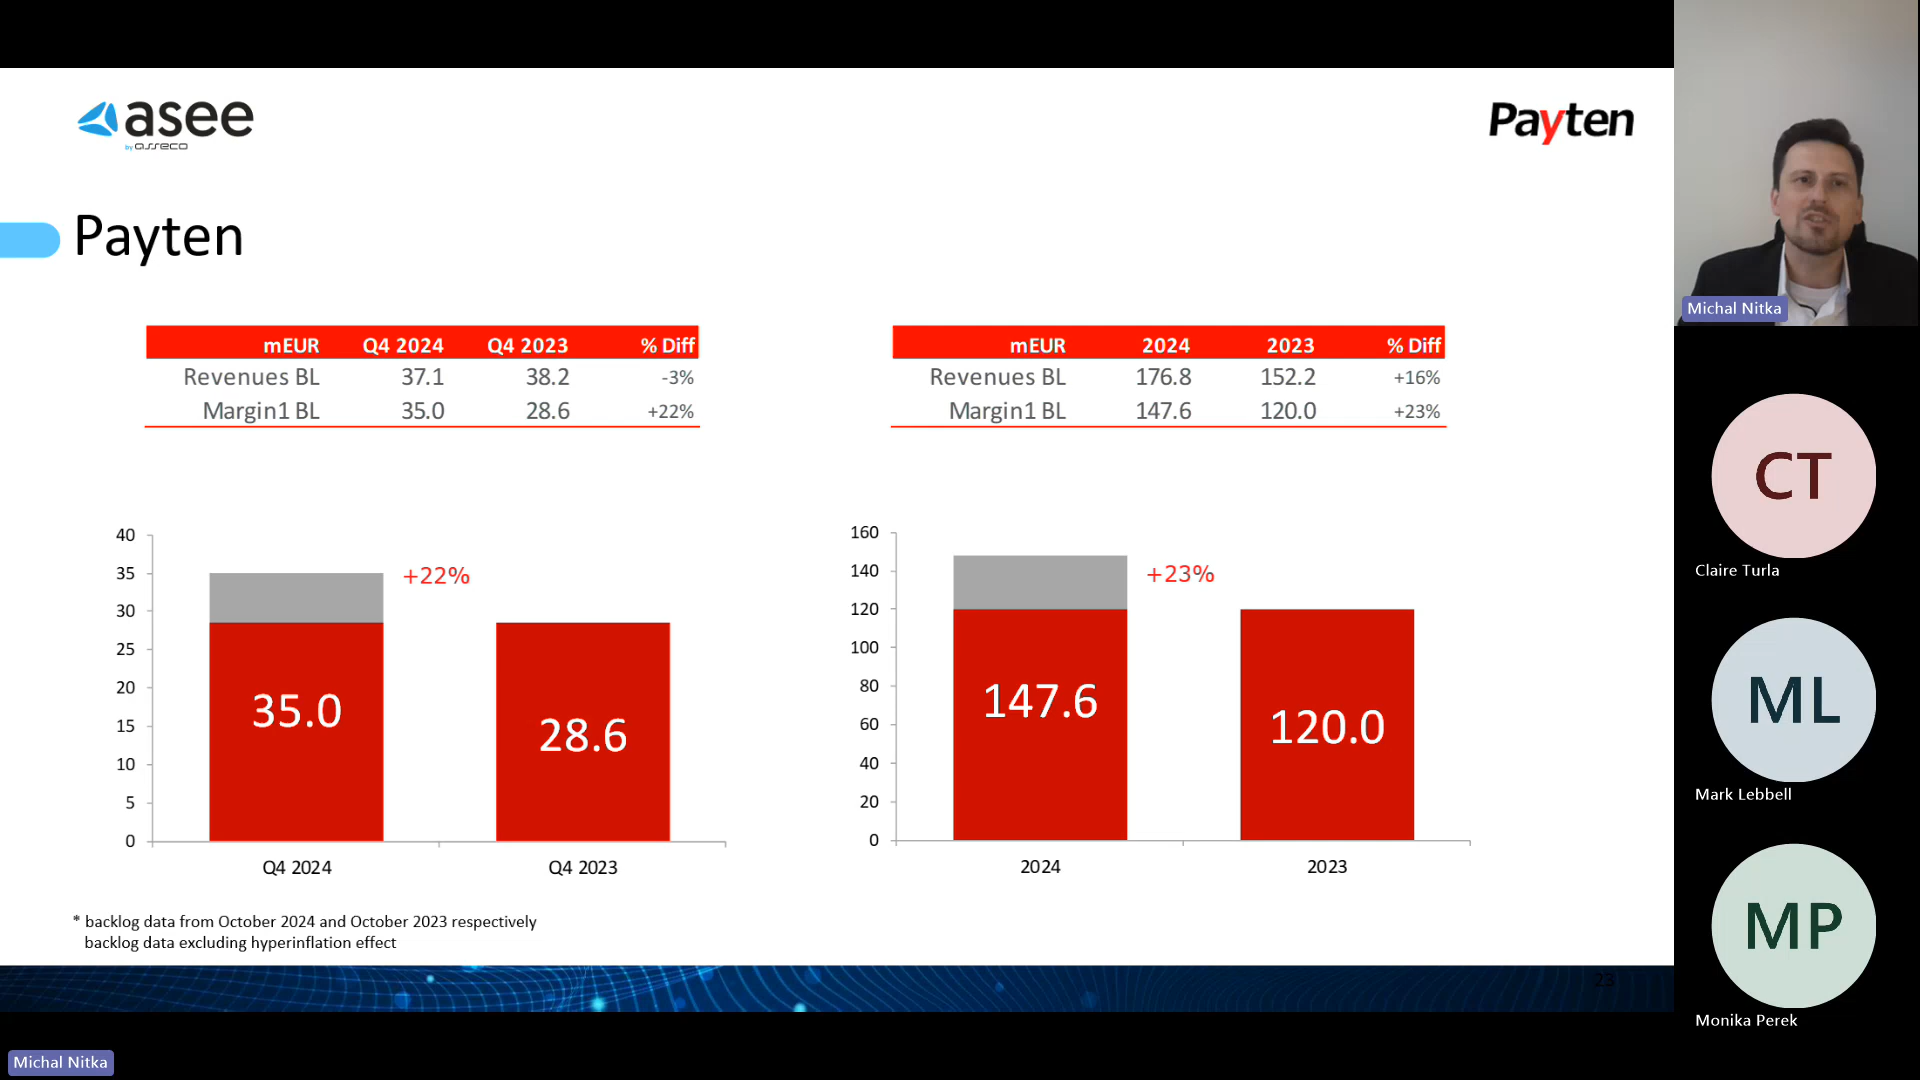 asee
by asseco
Payten
Payten
mEUR Q4 2024 Q4 2023 % Diff
Revenues BL 37.1 38.2 -3%
Margin1 BL 35.0 28.6 +22%
mEUR 2024 2023 % Diff
Revenues BL 176.8 152.2 +16%
Margin1 BL 147.6 120.0 +23%
40
35
30
25
20
15
10
5
0
+22%
35.0
28.6
Q4 2024
Q4 2023
160
140
120
100
80
60
40
20
0
+23%
147.6
120.0
2024
2023
* backlog data from October 2024 and October 2023 respectively
backlog data excluding hyperinflation effect
23
Michal Nitka
Michal Nitka
CT
Claire Turla
ML
Mark Lebbell
MP
Monika Perek